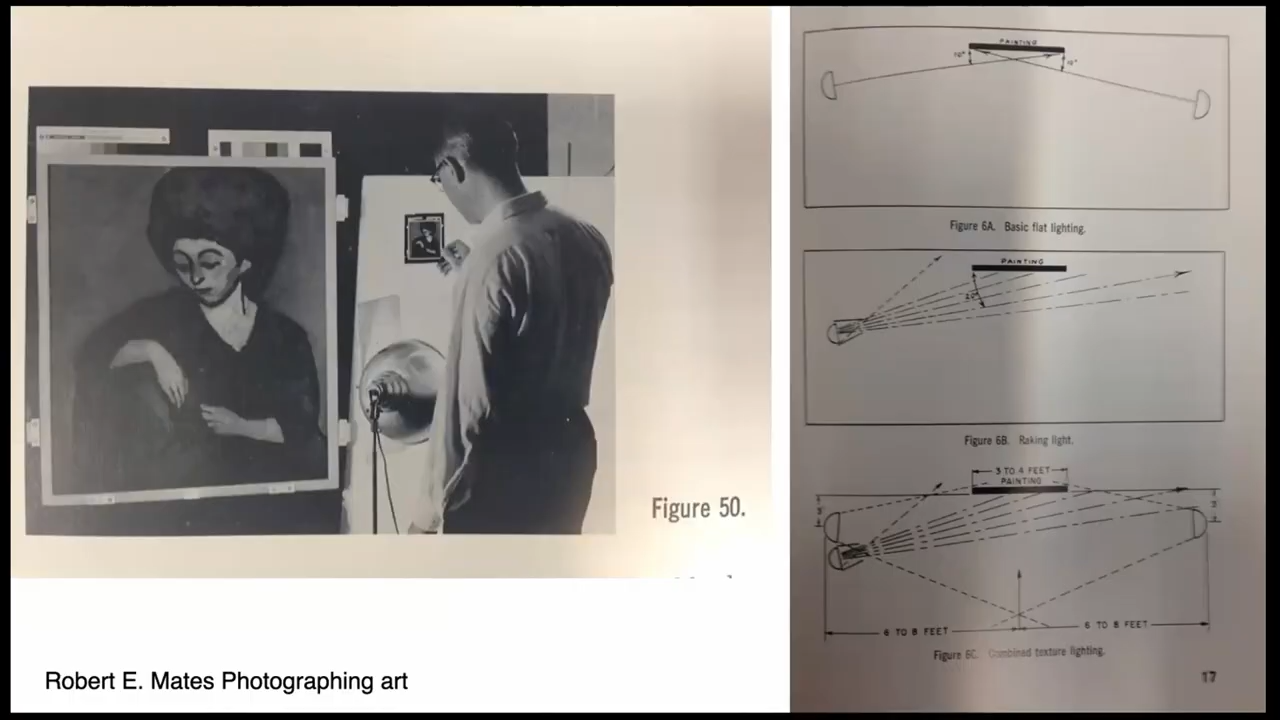 Figure 50.
Robert E. Mates Photographing art
PAINTING
10°
10°
Figure 6A. Basic flat lighting.
PAINTING
20°
Figure 6B. Raking light.
3 TO 4 FEET
PAINTING
6 TO 8 FEET
6 TO 8 FEET
Figure 6C. Combined texture lighting.
17